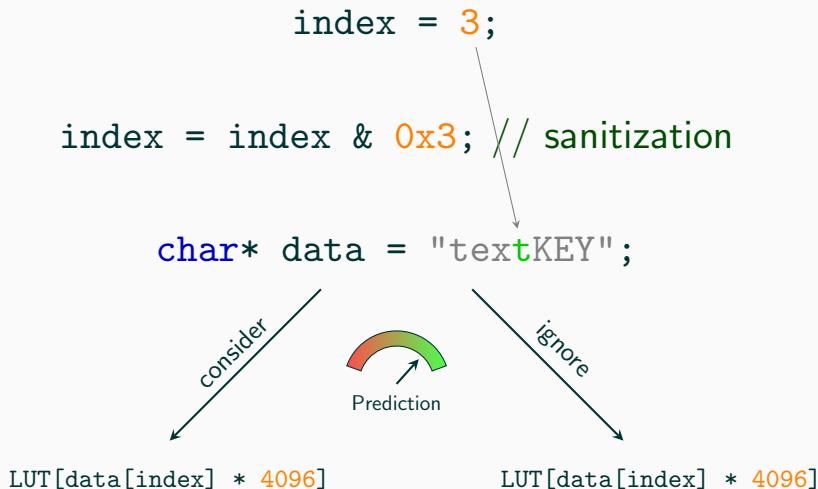 index = 3;
index = index & 0x3; // sanitization
char* data = "textKEY";
consider
ignore
Prediction
LUT[data[index] * 4096]
LUT[data[index] * 4096]